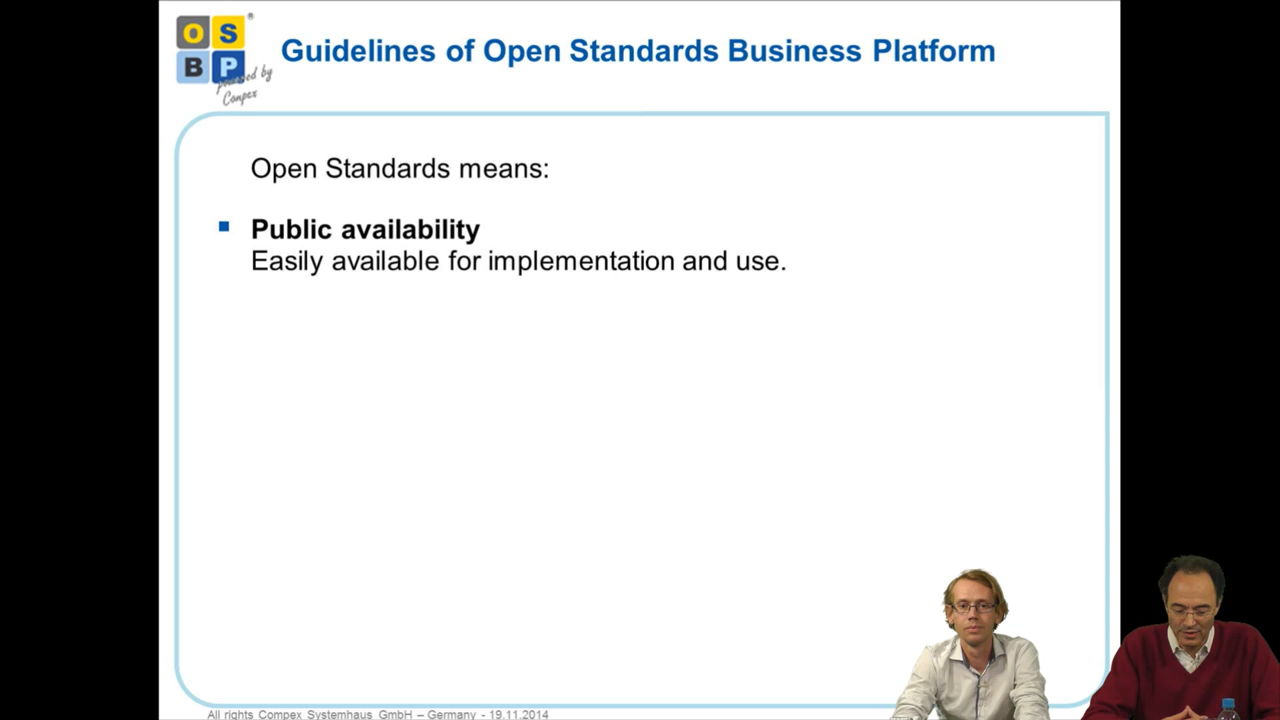 O S ®
B P
powered by
Compex
Guidelines of Open Standards Business Platform
Open Standards means:
Public availability
Easily available for implementation and use.
All rights Compex Systemhaus GmbH – Germany - 19.11.2014